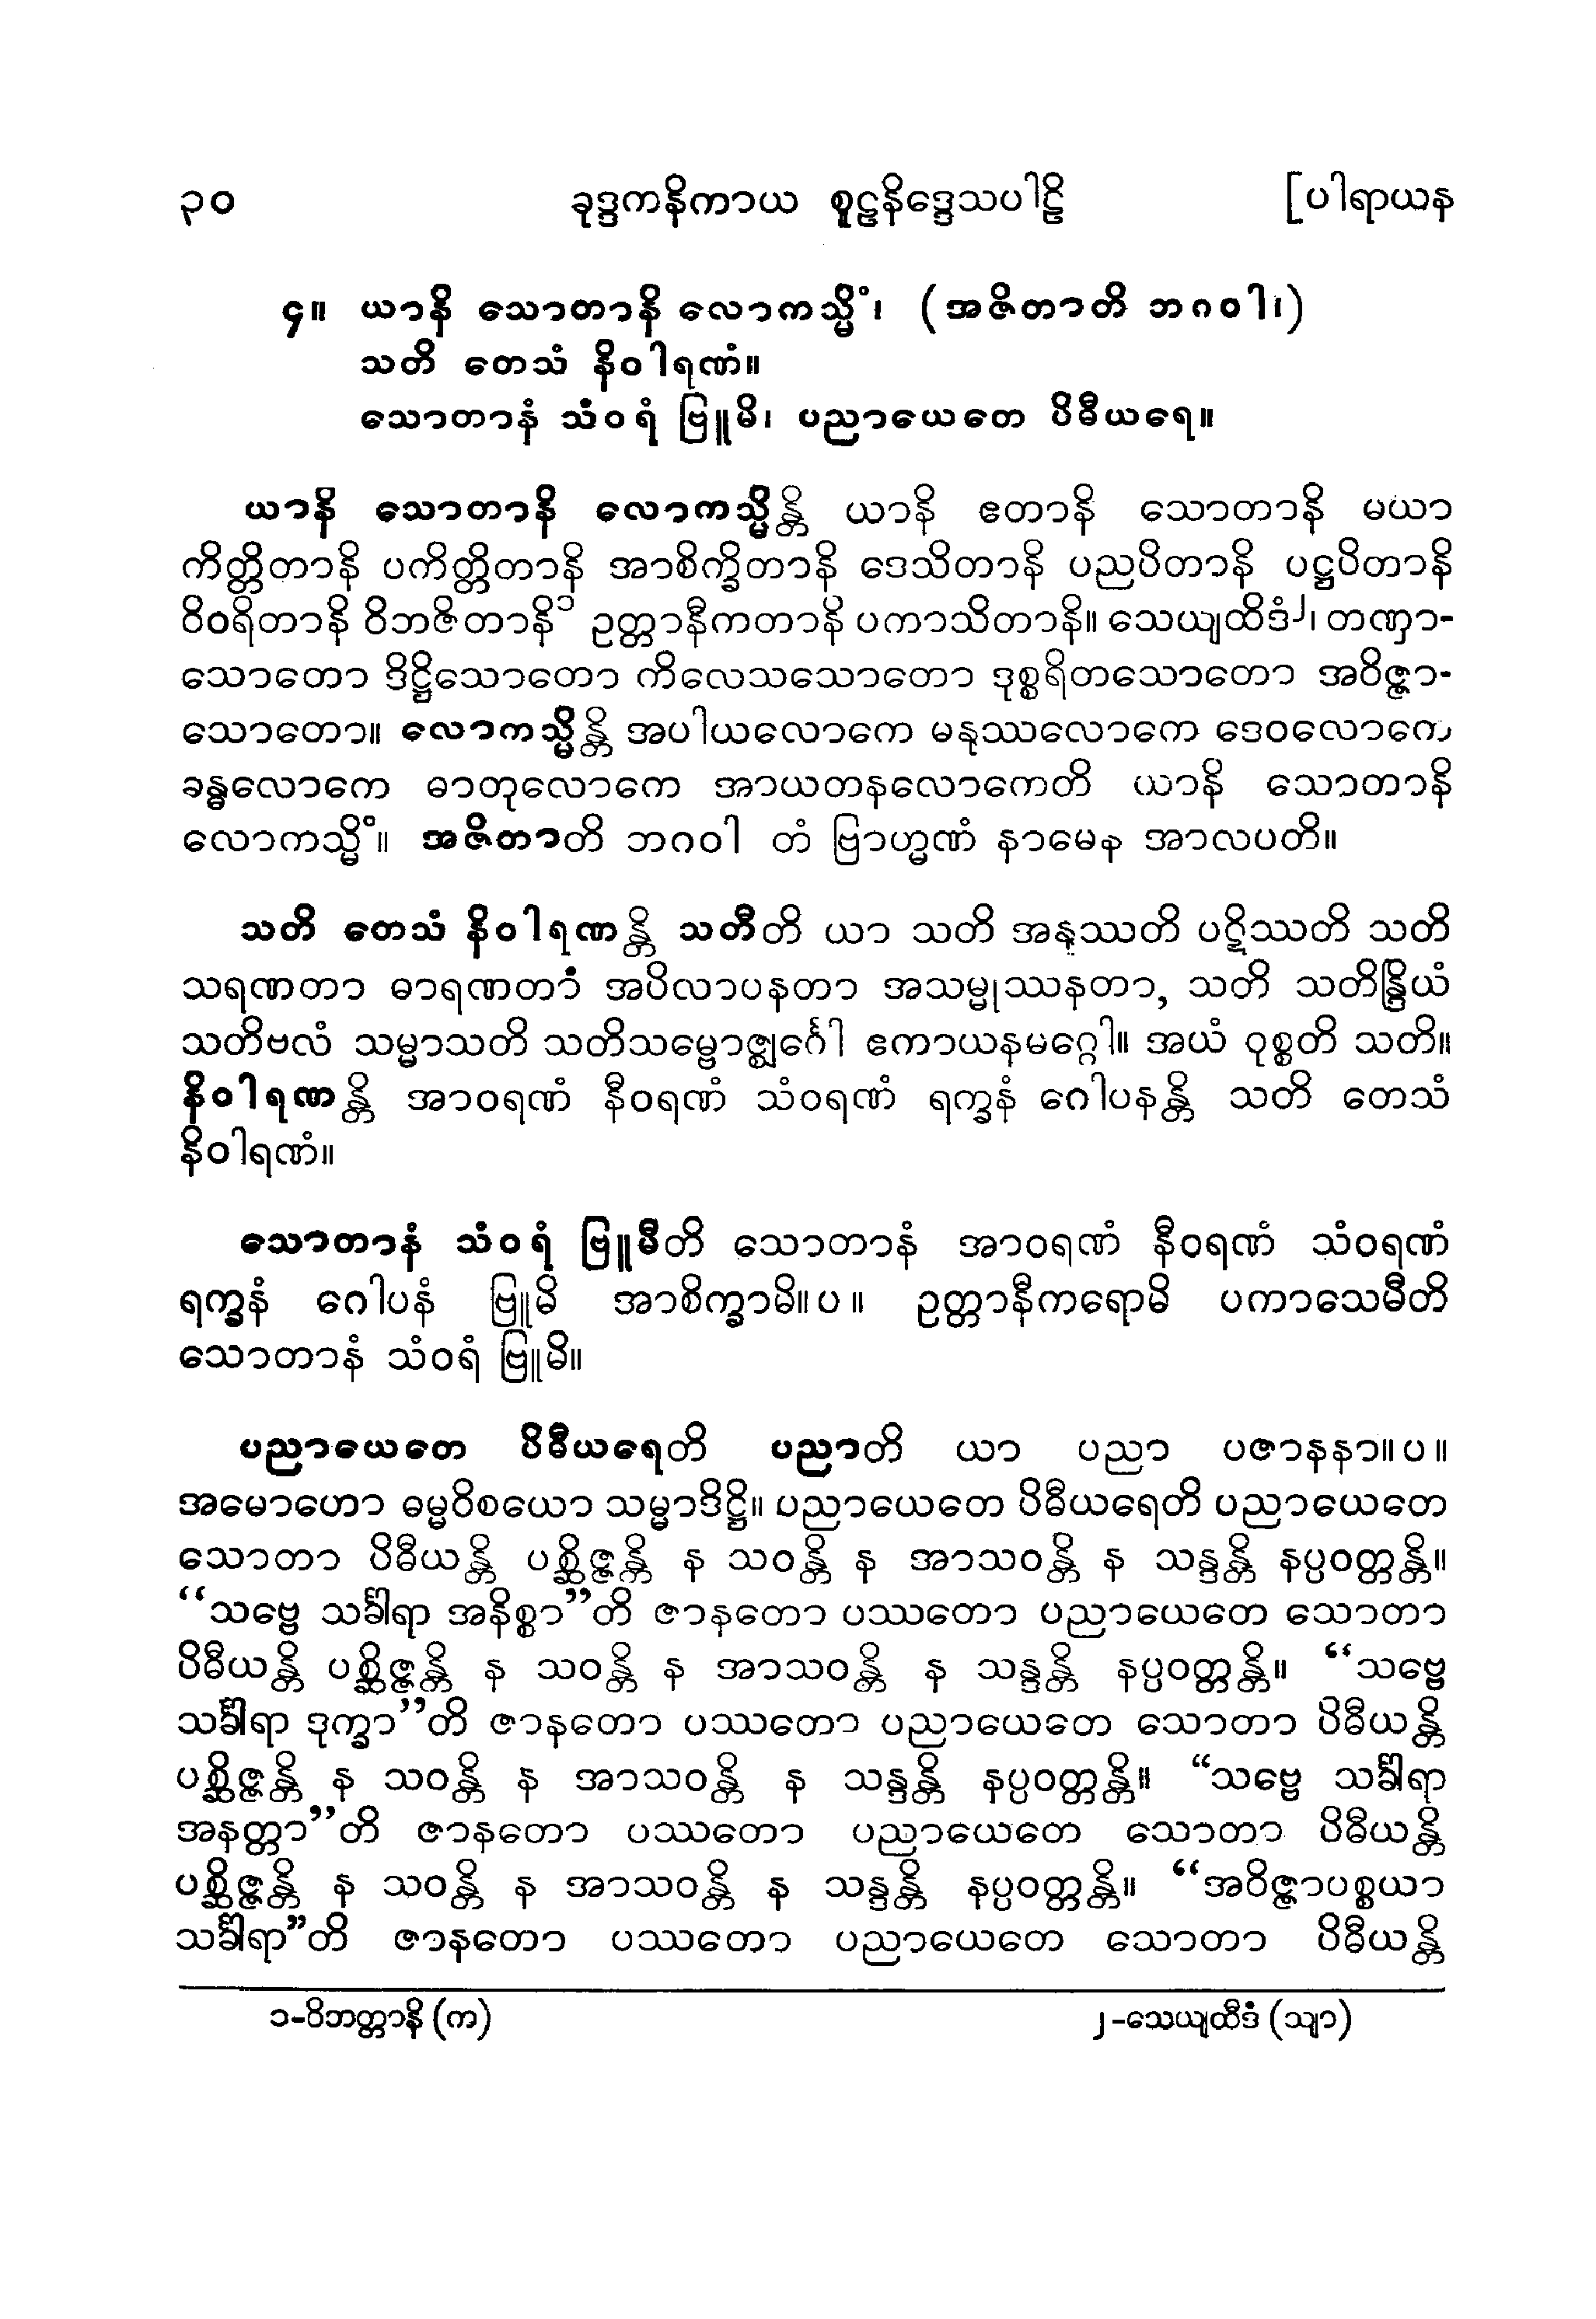 ၃၀ ခုဒ္ဒကနိကာယ စူဠနိဒ္ဒေသပါဠိ [ပါရာယန
၄။ ယာနိ သောတာနိ လောကသ္မိံ၊ (အဇိတာတိ ဘဂဝါ၊)
သတိ တေသံ နိဝါရဏံ။
သောတာနံ သံဝရံ ဗြူမိ၊ ပညာယေတေ ပိဓီယရေ။
ယာနိ သောတာနိ လောကသ္မိန္တိ ယာနိ ဧတာနိ သောတာနိ မယာ
ကိတ္တိတာနိ ပကိတ္တိတာနိ အာစိက္ခိတာနိ ဒေသိတာနိ ပညပိတာနိ ပဋ္ဌပိတာနိ
ဝိဝရိတာနိ ဝိဘဇိတာနိ၁ ဥတ္တာနီကတာနိ ပကာသိတာနိ။ သေယျထိဒံ၂၊ တဏှာ-
သောတော ဒိဋ္ဌိသောတော ကိလေသသောတော ဒုစ္စရိတသောတော အဝိဇ္ဇာ-
သောတော။ လောကသ္မိန္တိ အပါယလောကေ မနုဿလောကေ ဒေဝလောကေ
ခန္ဓလောကေ ဓာတုလောကေ အာယတနလောကေတိ ယာနိ သောတာနိ
လောကသ္မိံ။ အဇိတာတိ ဘဂဝါ တံ ဗြာဟ္မဏံ နာမေန အာလပတိ။
သတိ တေသံ နိဝါရဏန္တိ သတီတိ ယာ သတိ အနုဿတိ ပဋိဿတိ သတိ
သရဏတာ ဓာရဏတာ အပိလာပနတာ အသမ္မုဿနတာ, သတိ သတိန္ဒြိယံ
သတိဗလံ သမ္မာသတိ သတိသမ္ဗောဇ္ဈင်္ဂေါ ဧကာယနမဂ္ဂေါ။ အယံ ဝုစ္စတိ သတိ။
နိဝါရဏန္တိ အာဝရဏံ နီဝရဏံ သံဝရဏံ ရက္ခနံ ဂေါပနန္တိ သတိ တေသံ
နိဝါရဏံ။
သောတာနံ သံဝရံ ဗြူမီတိ သောတာနံ အာဝရဏံ နီဝရဏံ သံဝရဏံ
ရက္ခနံ ဂေါပနံ ဗြူမိ အာစိက္ခာမိ။ ပ ။ ဥတ္တာနီကရောမိ ပကာသေမီတိ
သောတာနံ သံဝရံ ဗြူမိ။
ပညာယေတေ ပိဓီယရေတိ ပညာတိ ယာ ပညာ ပဇာနနာ။ ပ ။
အမောဟော ဓမ္မဝိစယော သမ္မာဒိဋ္ဌိ။ ပညာယေတေ ပိဓီယရေတိ ပညာယေတေ
သောတာ ပိဓီယန္တိ ပစ္ဆိဇ္ဇန္တိ န သဝန္တိ န အာသဝန္တိ န သန္ဒန္တိ နပ္ပဝတ္တန္တိ။
“သဗ္ဗေ သင်္ခါရာ အနိစ္စာ”တိ ဇာနတော ပဿတော ပညာယေတေ သောတာ
ပိဓီယန္တိ ပစ္ဆိဇ္ဇန္တိ န သဝန္တိ န အာသဝန္တိ န သန္ဒန္တိ နပ္ပဝတ္တန္တိ။ “သဗ္ဗေ
သင်္ခါရာ ဒုက္ခာ”တိ ဇာနတော ပဿတော ပညာယေတေ သောတာ ပိဓီယန္တိ
ပစ္ဆိဇ္ဇန္တိ န သဝန္တိ န အာသဝန္တိ န သန္ဒန္တိ နပ္ပဝတ္တန္တိ။ “သဗ္ဗေ သင်္ခါရာ
အနတ္တာ”တိ ဇာနတော ပဿတော ပညာယေတေ သောတာ ပိဓီယန္တိ
ပစ္ဆိဇ္ဇန္တိ န သဝန္တိ န အာသဝန္တိ န သန္ဒန္တိ နပ္ပဝတ္တန္တိ။ “အဝိဇ္ဇာပစ္စယာ
သင်္ခါရာ”တိ ဇာနတော ပဿတော ပညာယေတေ သောတာ ပိဓီယန္တိ
၁-ဝိဘတ္တာနိ (က) ၂-သေယျထီဒံ (သျာ)